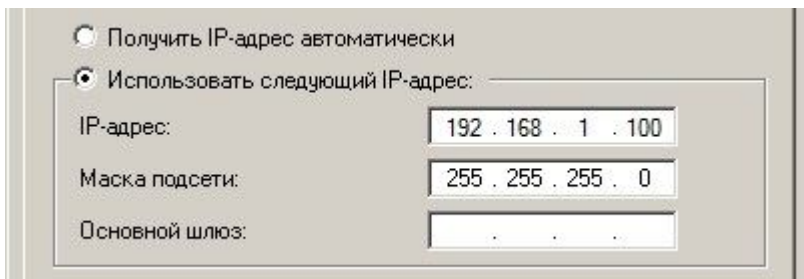 Получить IP-адрес автоматически
Использовать следующий IP-адрес:
IP-адрес: 192 . 168 . 1 . 100
Маска подсети: 255 . 255 . 255 . 0
Основной шлюз: . . .